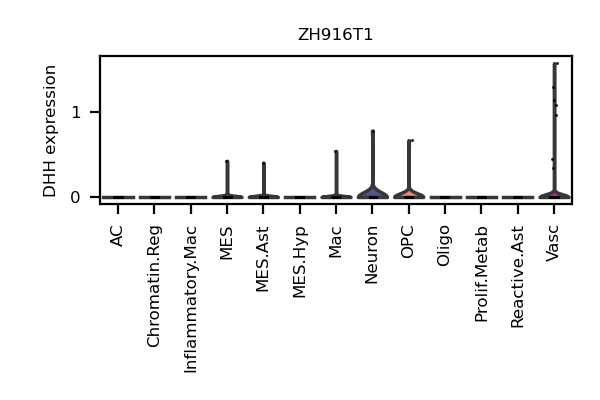 ZH916T1
DHH expression
1
0
AC
Chromatin.Reg
Inflammatory.Mac
MES
MES.Ast
MES.Hyp
Mac
Neuron
OPC
Oligo
Prolif.Metab
Reactive.Ast
Vasc